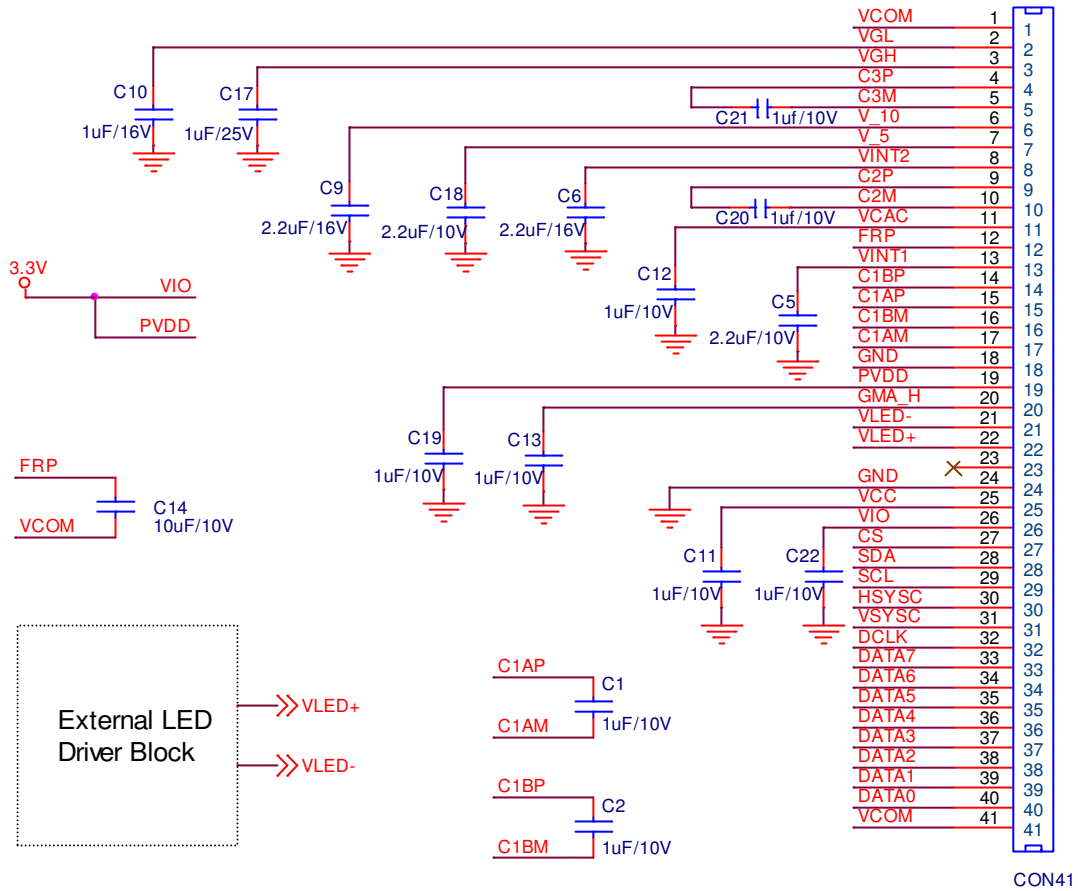 VCOM 1 1
VGL 2 2
VGH 3 3
C3P 4 4
C3M 5 5
V_10 6 6
V_5 7 7
VINT2 8 8
C2P 9 9
C2M 10 10
VCAC 11 11
FRP 12 12
VINT1 13 13
C1BP 14 14
C1AP 15 15
C1BM 16 16
C1AM 17 17
GND 18 18
PVDD 19 19
GMA_H 20 20
VLED- 21 21
VLED+ 22 22
23 23
GND 24 24
VCC 25 25
VIO 26 26
CS 27 27
SDA 28 28
SCL 29 29
HSYSC 30 30
VSYSC 31 31
DCLK 32 32
DATA7 33 33
DATA6 34 34
DATA5 35 35
DATA4 36 36
DATA3 37 37
DATA2 38 38
DATA1 39 39
DATA0 40 40
VCOM 41 41
CON41
C10
1uF/16V
C17
1uF/25V
C21 1uf/10V
C9
2.2uF/16V
C18
2.2uF/10V
C6
2.2uF/16V
C20 1uf/10V
C12
1uF/10V
C5
2.2uF/10V
3.3V
VIO
PVDD
C19
1uF/10V
C13
1uF/10V
FRP
C14
10uF/10V
VCOM
C11
1uF/10V
C22
1uF/10V
External LED
Driver Block
VLED+
VLED-
C1AP
C1
1uF/10V
C1AM
C1BP
C2
1uF/10V
C1BM